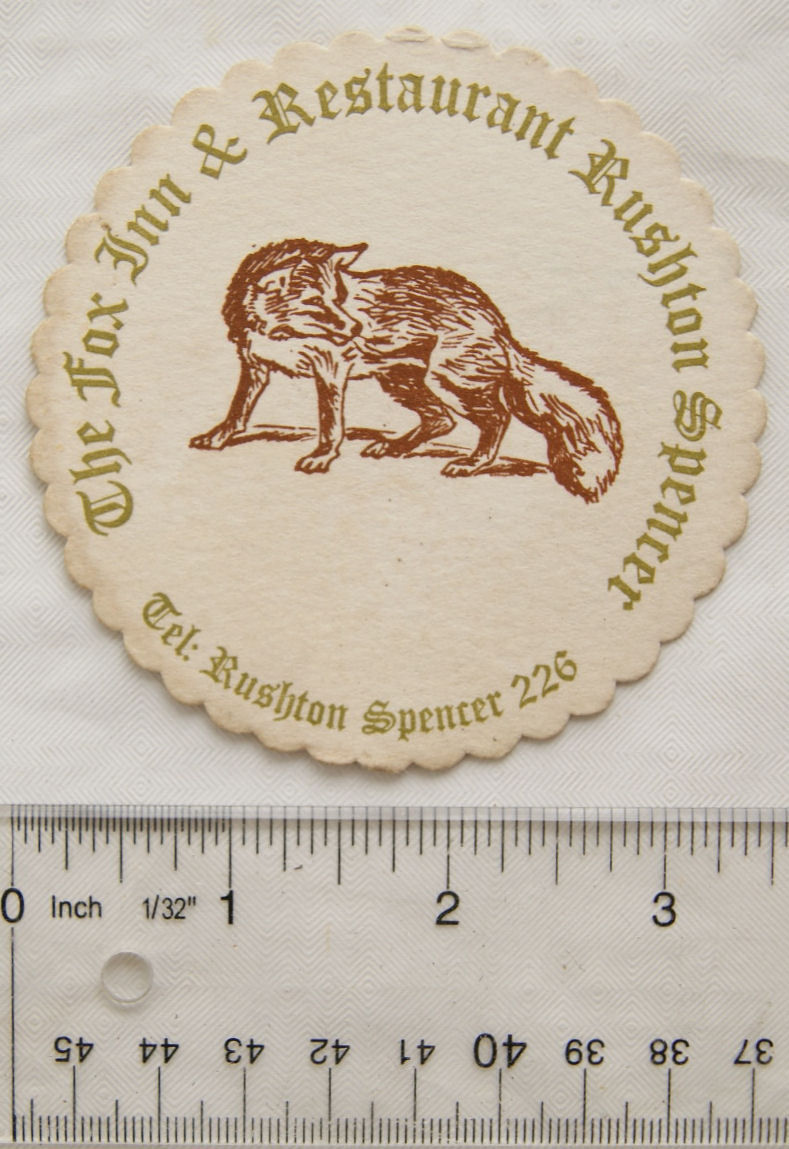 The Fox Inn & Restaurant Rushton Spencer
Tel: Rushton Spencer 226
0 Inch 1/32" 1 2 3
45 44 43 42 41 40 39 38 37